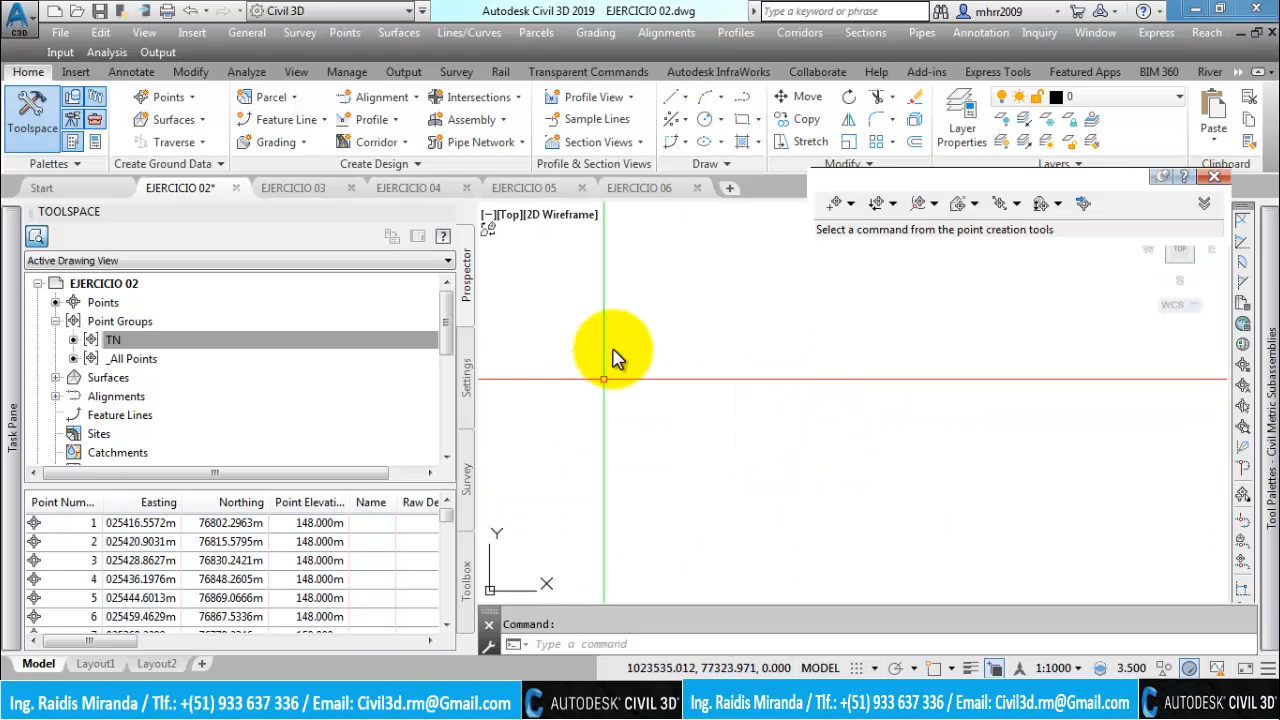 C3D
Civil 3D
Autodesk Civil 3D 2019 EJERCICIO 02.dwg
Type a keyword or phrase
mhrr2009
File Edit View Insert General Survey Points Surfaces Lines/Curves Parcels Grading Alignments Profiles Corridors Sections Pipes Annotation Inquiry Window Express Reach
Input Analysis Output
Home Insert Annotate Modify Analyze View Manage Output Survey Rail Transparent Commands Autodesk InfraWorks Collaborate Help Add-ins Express Tools Featured Apps BIM 360 River
Toolspace
Points Parcel Alignment Intersections Profile View Move 0
Surfaces Feature Line Profile Assembly Sample Lines Copy
Traverse Grading Corridor Pipe Network Section Views Stretch
Layer Properties
Paste
Palettes Create Ground Data Create Design Profile & Section Views Draw Modify Layers Clipboard
Start EJERCICIO 02* EJERCICIO 03 EJERCICIO 04 EJERCICIO 05 EJERCICIO 06
TOOLSPACE
Active Drawing View
EJERCICIO 02
Points
Point Groups
TN
_All Points
Surfaces
Alignments
Feature Lines
Sites
Catchments
Point Num... Easting Northing Point Elevati... Name Raw De
1 025416.5572m 76802.2963m 148.000m
2 025420.9031m 76815.5795m 148.000m
3 025428.8627m 76830.2421m 148.000m
4 025436.1976m 76848.2605m 148.000m
5 025444.6013m 76869.0666m 148.000m
6 025459.4629m 76867.5336m 148.000m
Prospector
Settings
Survey
Toolbox
Task Pane
[−][Top][2D Wireframe]
Select a command from the point creation tools
W TOP E
S
WCS
Tool Palettes - Civil Metric Subassemblies
Y
X
Command:
Type a command
Model Layout1 Layout2
1023535.012, 77323.971, 0.000 MODEL 1:1000 3.500
Ing. Raidis Miranda / Tlf.: +(51) 933 637 336 / Email: Civil3d.rm@Gmail.com AUTODESK CIVIL 3D Ing. Raidis Miranda / Tlf.: +(51) 933 637 336 / Email: Civil3d.rm@Gmail.com AUTODESK CIVIL 3D